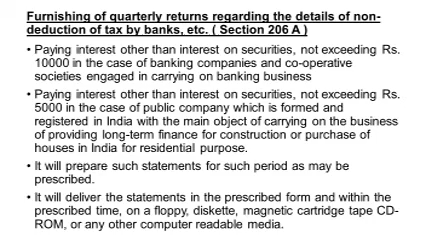 Furnishing of quarterly returns regarding the details of non-
deduction of tax by banks, etc. ( Section 206 A )
• Paying interest other than interest on securities, not exceeding Rs.
10000 in the case of banking companies and co-operative
societies engaged in carrying on banking business
• Paying interest other than interest on securities, not exceeding Rs.
5000 in the case of public company which is formed and
registered in India with the main object of carrying on the business
of providing long-term finance for construction or purchase of
houses in India for residential purpose.
• It will prepare such statements for such period as may be
prescribed.
• It will deliver the statements in the prescribed form and within the
prescribed time, on a floppy, diskette, magnetic cartridge tape CD-
ROM, or any other computer readable media.